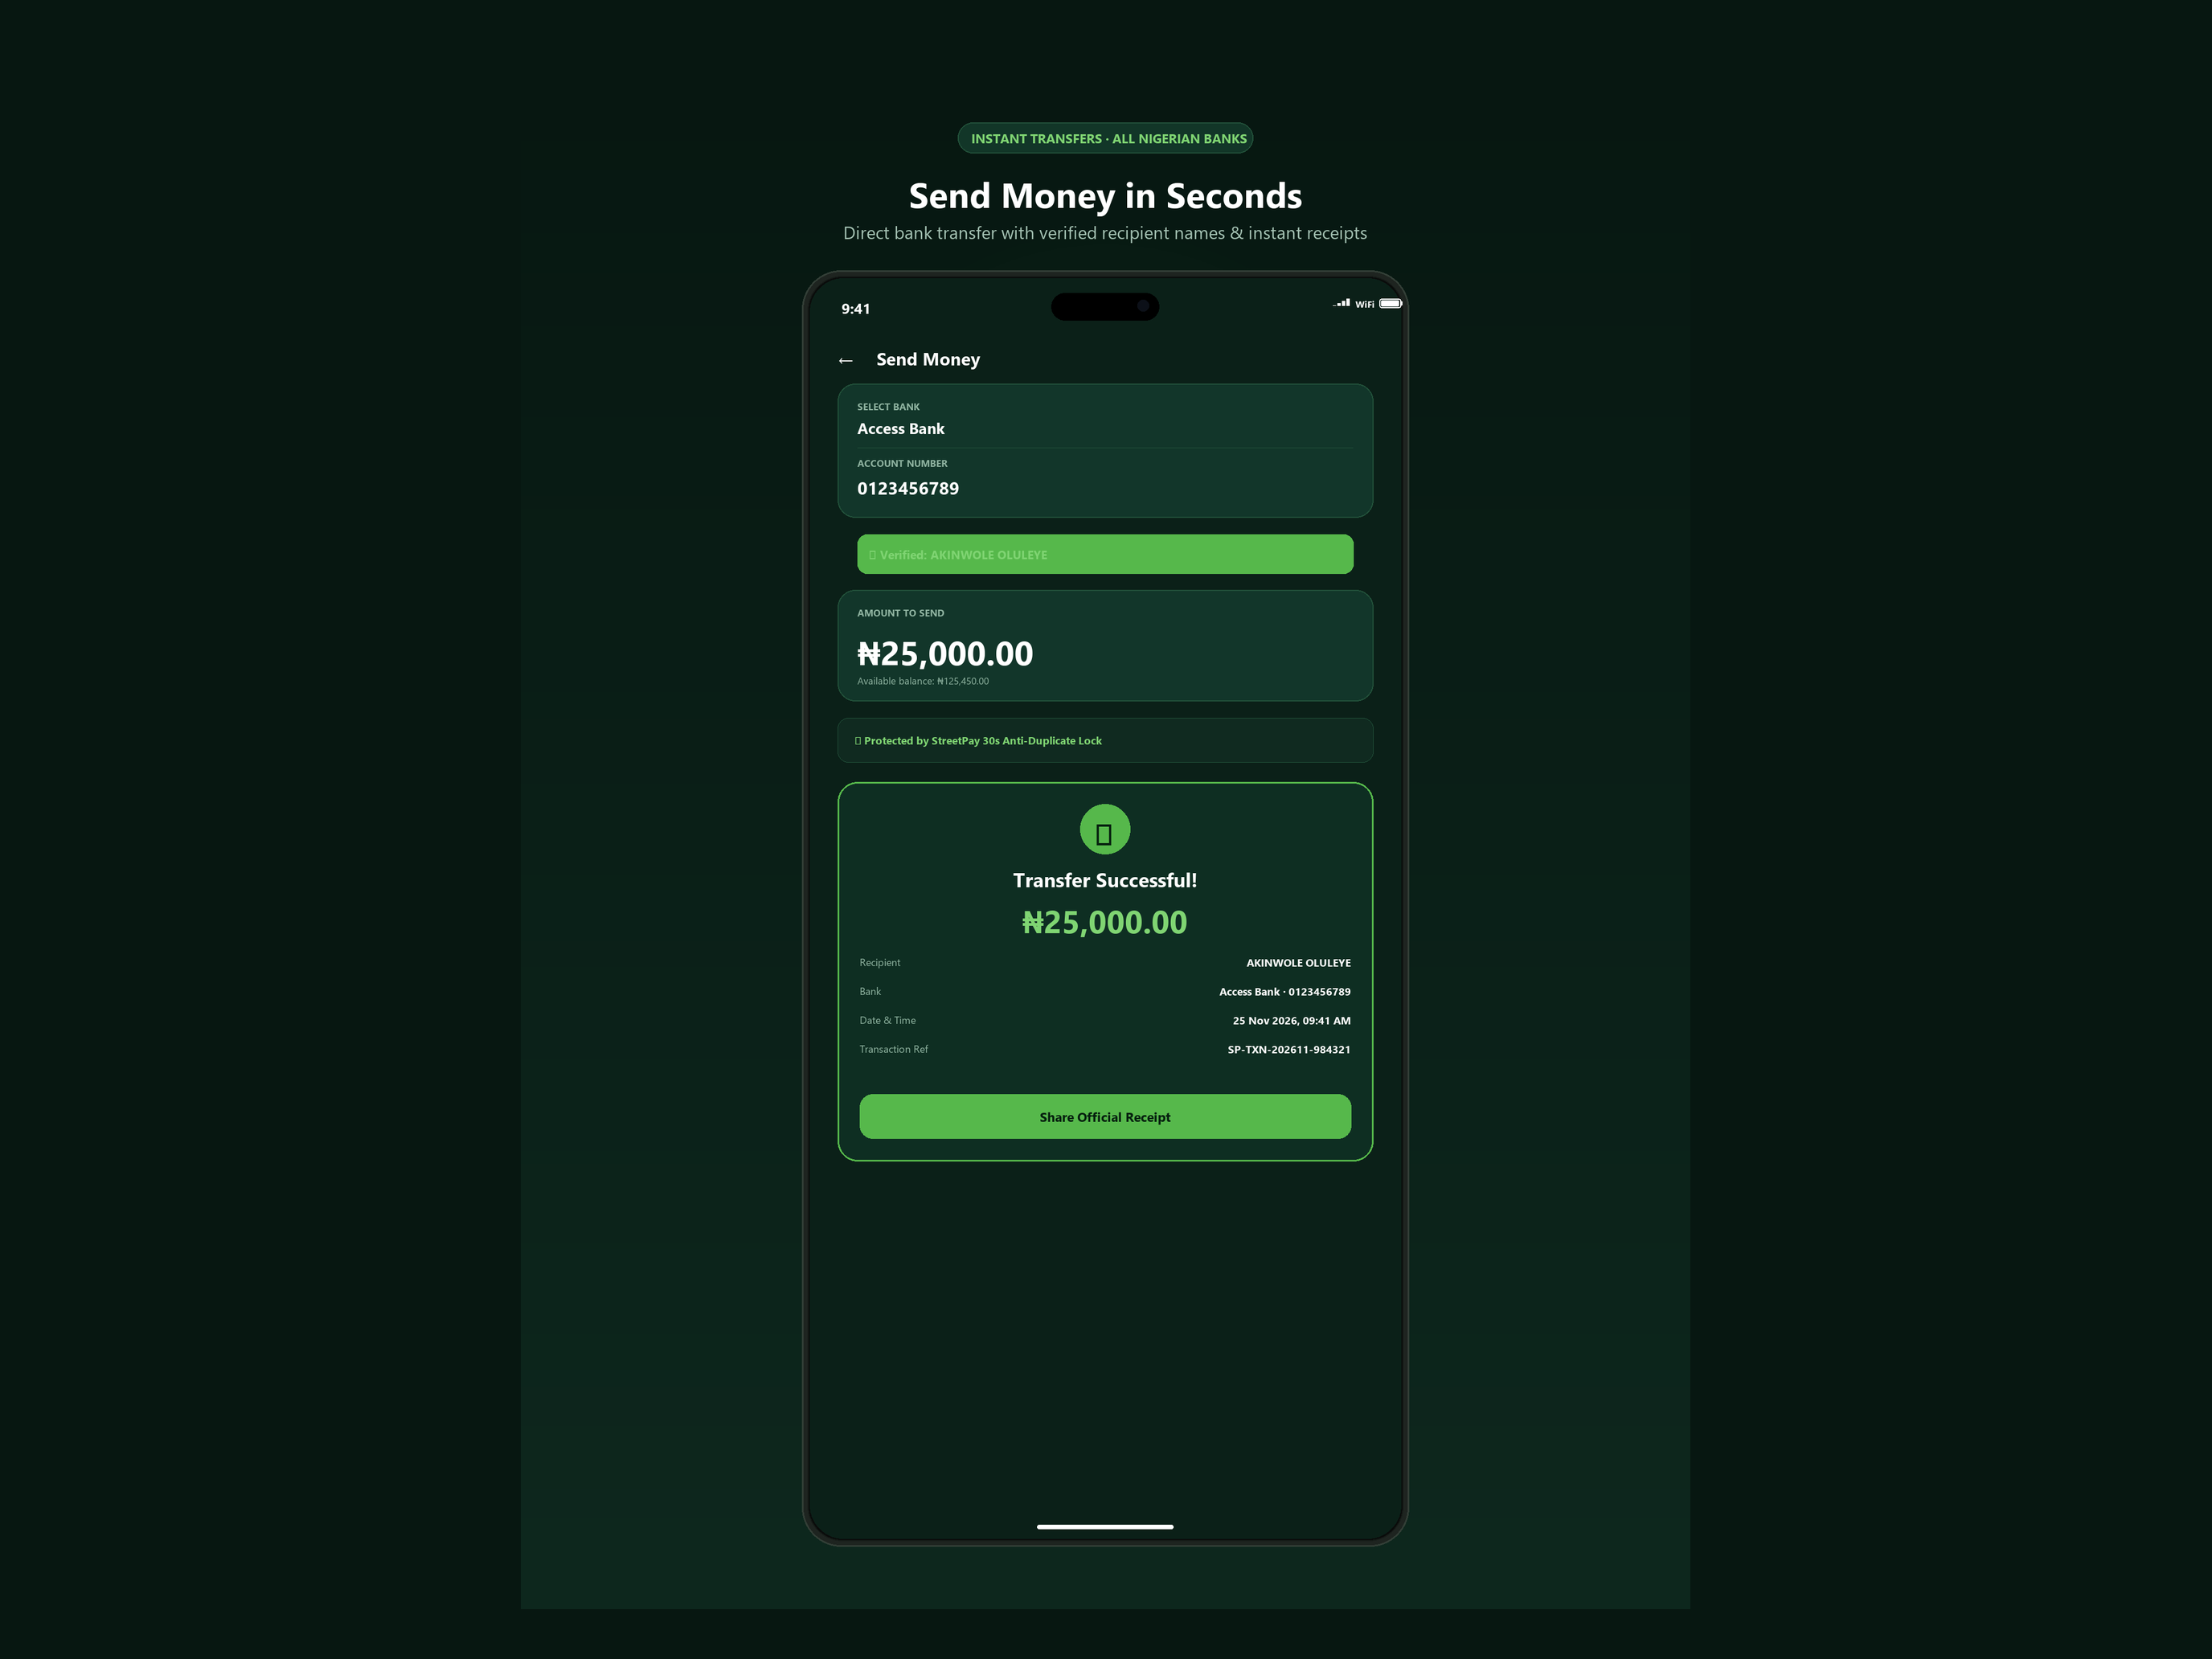 INSTANT TRANSFERS · ALL NIGERIAN BANKS
Send Money in Seconds
Direct bank transfer with verified recipient names & instant receipts
9:41
WiFi
← Send Money
SELECT BANK
Access Bank
ACCOUNT NUMBER
0123456789
Verified: AKINWOLE OLULEYE
AMOUNT TO SEND
₦25,000.00
Available balance: ₦125,450.00
Protected by StreetPay 30s Anti-Duplicate Lock
Transfer Successful!
₦25,000.00
Recipient AKINWOLE OLULEYE
Bank Access Bank · 0123456789
Date & Time 25 Nov 2026, 09:41 AM
Transaction Ref SP-TXN-202611-984321
Share Official Receipt